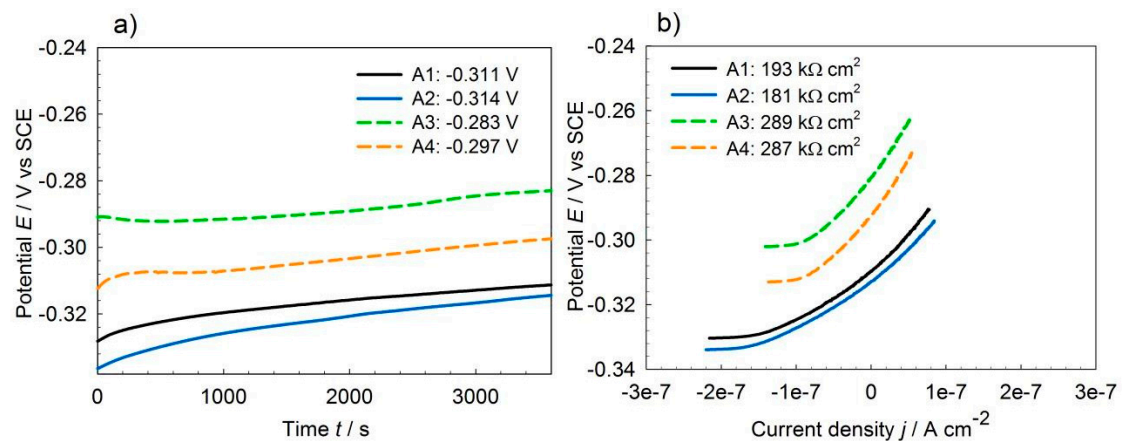 a)
-0.24
-0.26
-0.28
-0.30
-0.32
Potential E / V vs SCE
A1: -0.311 V
A2: -0.314 V
A3: -0.283 V
A4: -0.297 V
0 1000 2000 3000
Time t / s
b)
-0.24
-0.26
-0.28
-0.30
-0.32
-0.34
Potential E / V vs SCE
A1: 193 kΩ cm²
A2: 181 kΩ cm²
A3: 289 kΩ cm²
A4: 287 kΩ cm²
-3e-7 -2e-7 -1e-7 0 1e-7 2e-7 3e-7
Current density j / A cm⁻²